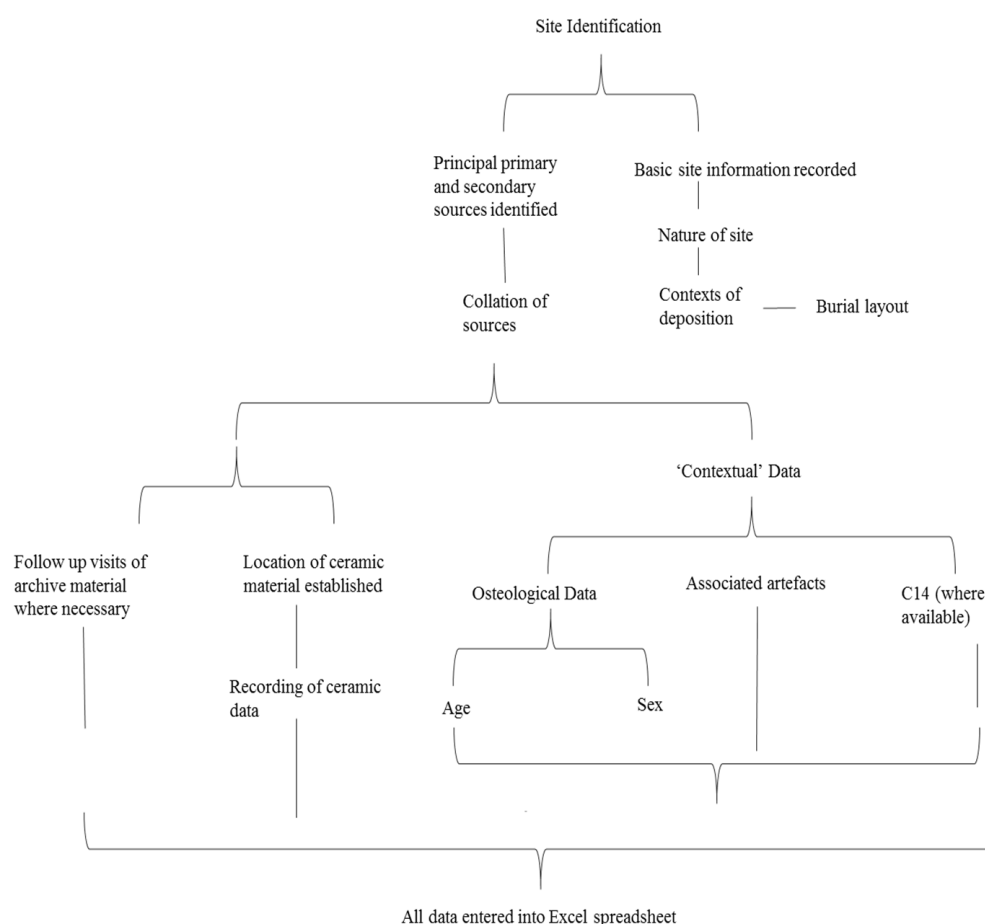 Site Identification
Principal primary
and secondary
sources identified
Basic site information recorded
Nature of site
Collation of
sources
Contexts of
deposition
Burial layout
‘Contextual’ Data
Follow up visits of
archive material
where necessary
Location of ceramic
material established
Osteological Data
Associated artefacts
C14 (where
available)
Recording of ceramic
data
Age
Sex
All data entered into Excel spreadsheet